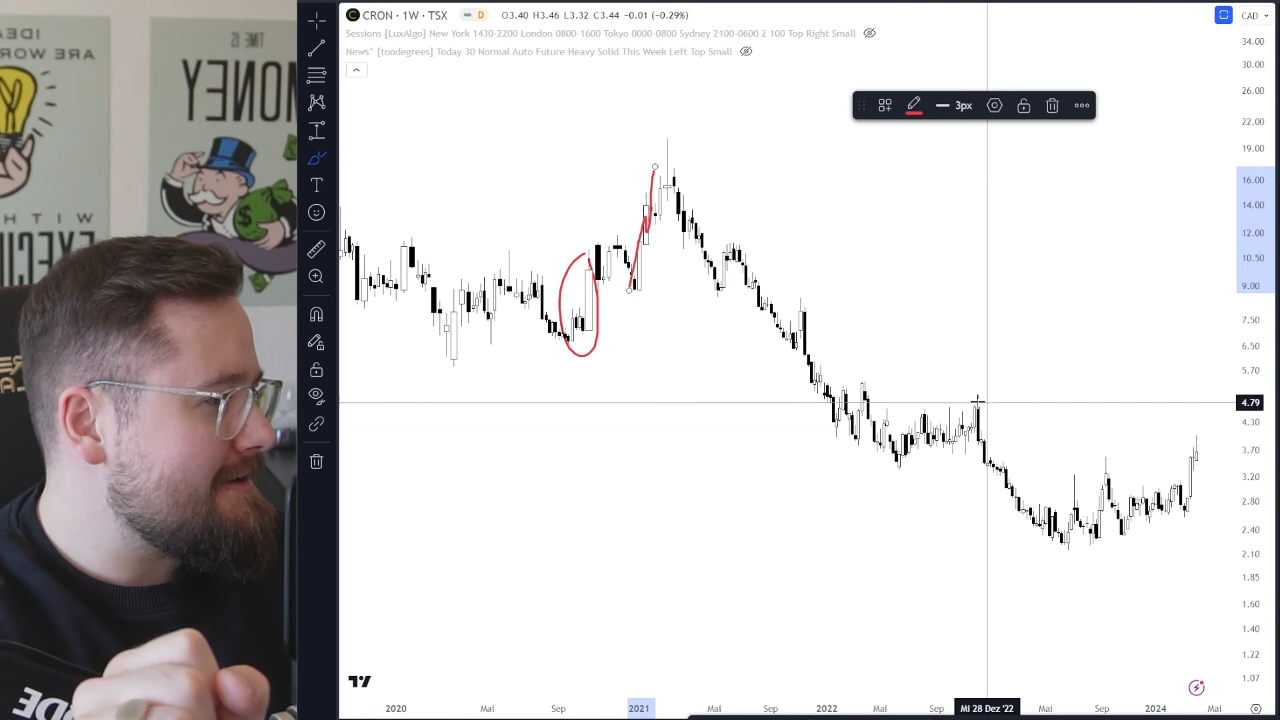 CRON · 1W · TSX D O3.40 H3.46 L3.32 C3.44 −0.01 (−0.29%)
CAD
Sessions [LuxAlgo] New York 1430-2200 London 0800-1600 Tokyo 0000-0800 Sydney 2100-0600 2 100 Top Right Small
News° [toodegrees] Today 30 Normal Auto Future Heavy Solid This Week Left Top Small
3px
34.00
30.00
26.00
22.00
19.00
16.00
14.00
12.00
10.50
9.00
7.50
6.50
5.70
4.79
4.30
3.70
3.20
2.80
2.40
2.10
1.85
1.60
1.40
1.22
1.07
2020 Mai Sep 2021 Mai Sep 2022 Mai Sep Mi 28 Dez '22 Mai Sep 2024 Mai
IDEA
WORK
WITH
TIME IS
MONEY